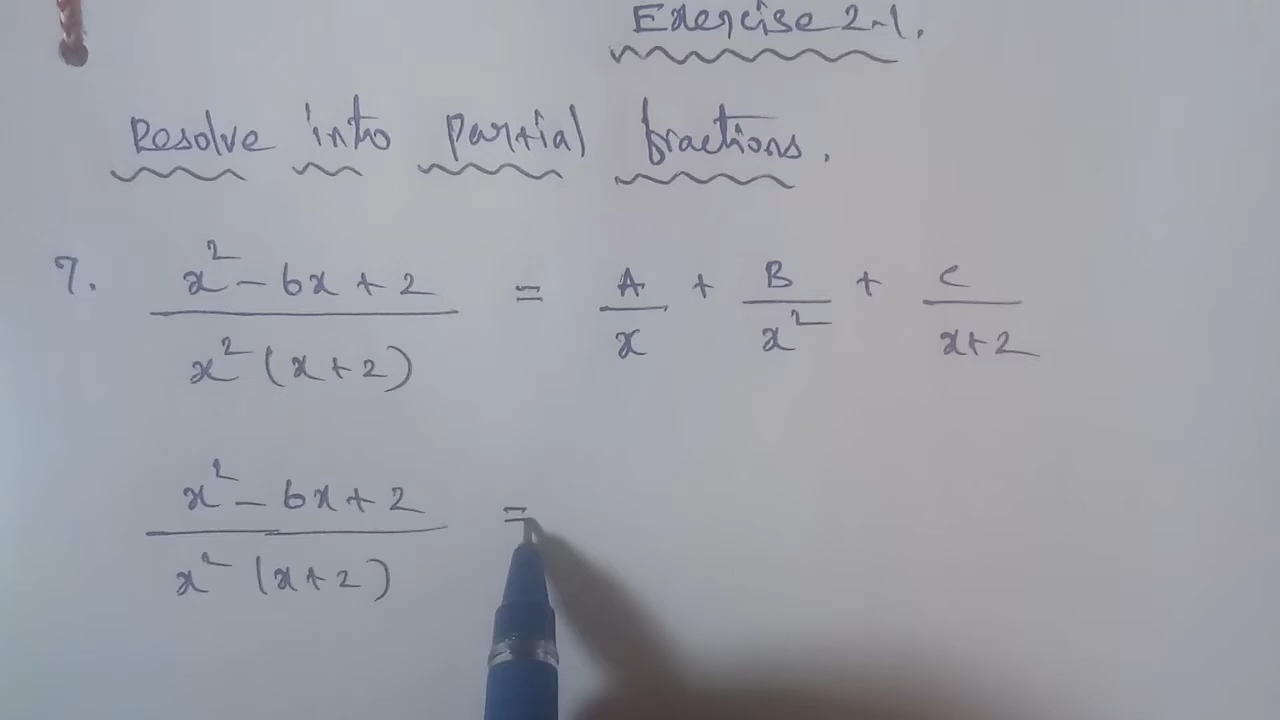 Exercise 2.1.
Resolve into Partial fractions.
7. x² - 6x + 2 / x² (x + 2) = A / x + B / x² + C / x + 2
x² - 6x + 2 / x² (x + 2) =